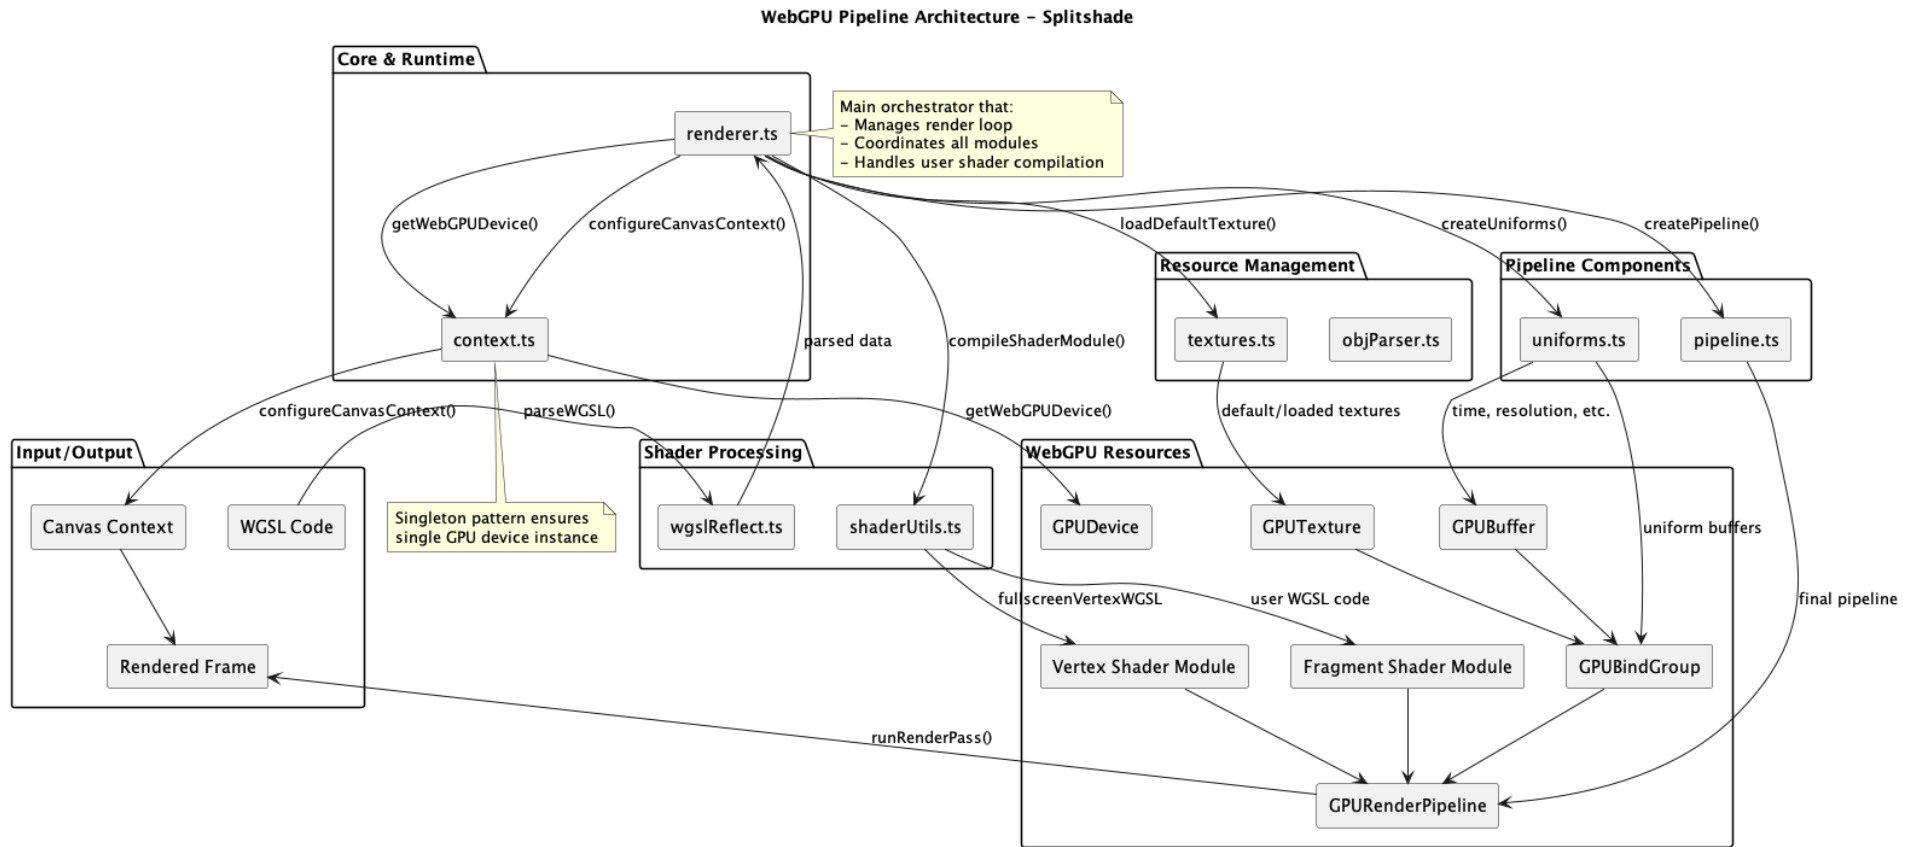 WebGPU Pipeline Architecture - Splitshade
Core & Runtime
renderer.ts
Main orchestrator that:
- Manages render loop
- Coordinates all modules
- Handles user shader compilation
getWebGPUDevice()
configureCanvasContext()
loadDefaultTexture()
createUniforms()
createPipeline()
Resource Management
Pipeline Components
context.ts
parsed data
compileShaderModule()
textures.ts
objParser.ts
uniforms.ts
pipeline.ts
configureCanvasContext()
parseWGSL()
getWebGPUDevice()
default/loaded textures
time, resolution, etc.
Input/Output
Shader Processing
WebGPU Resources
Canvas Context
WGSL Code
Singleton pattern ensures
single GPU device instance
wgslReflect.ts
shaderUtils.ts
GPUDevice
GPUTexture
GPUBuffer
uniform buffers
fullscreenVertexWGSL
user WGSL code
final pipeline
Rendered Frame
Vertex Shader Module
Fragment Shader Module
GPUBindGroup
runRenderPass()
GPURenderPipeline